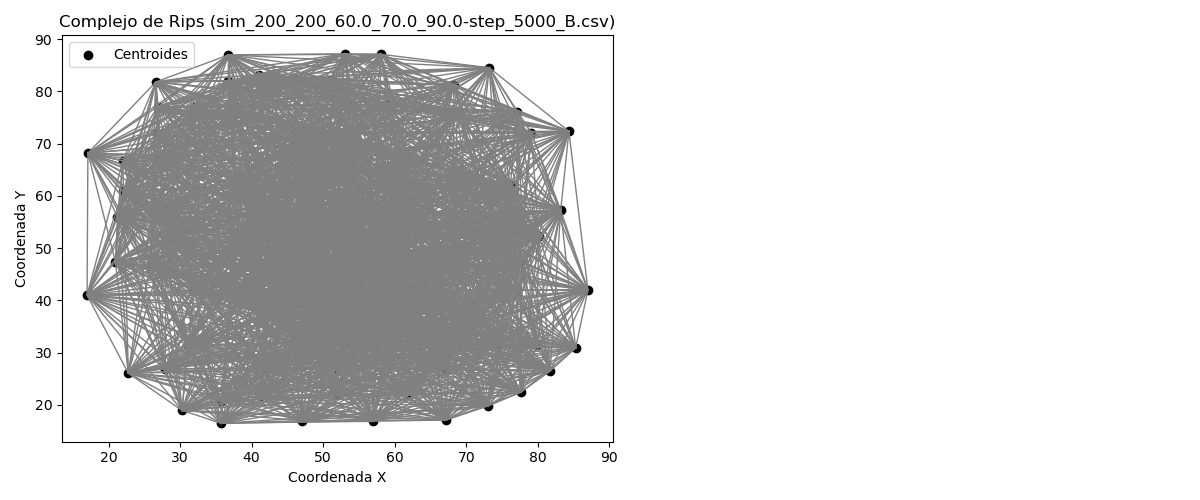 Complejo de Rips (sim_200_200_60.0_70.0_90.0-step_5000_B.csv)
Centroides
90
80
70
60
50
40
30
20
Coordenada Y
20 30 40 50 60 70 80 90
Coordenada X